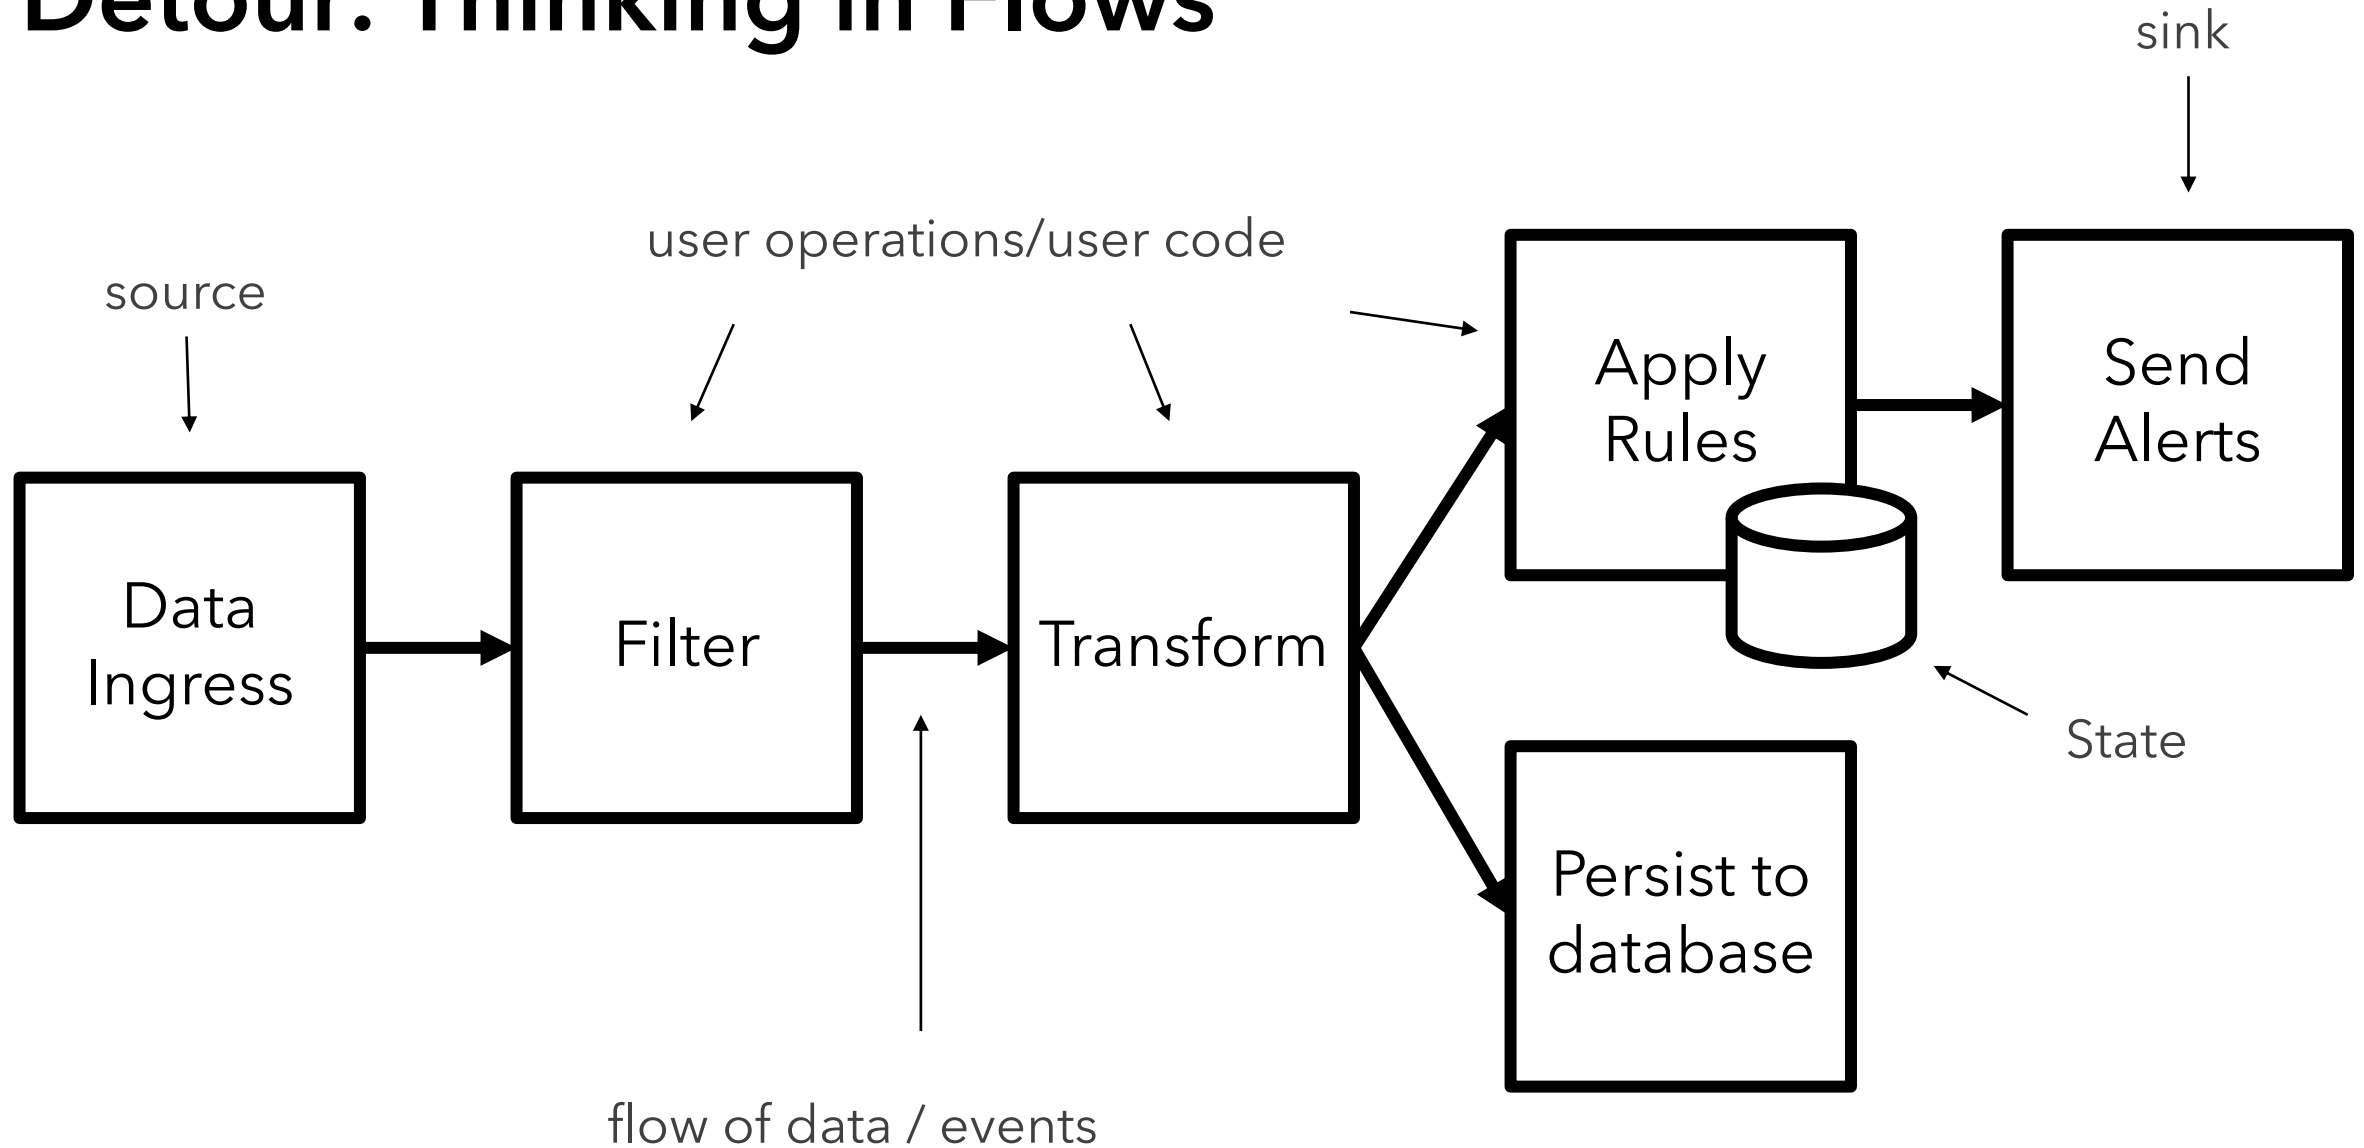 Detour: Thinking in Flows
sink
user operations/user code
source
Apply
Rules
Send
Alerts
Data
Ingress
Filter
Transform
State
Persist to
database
flow of data / events